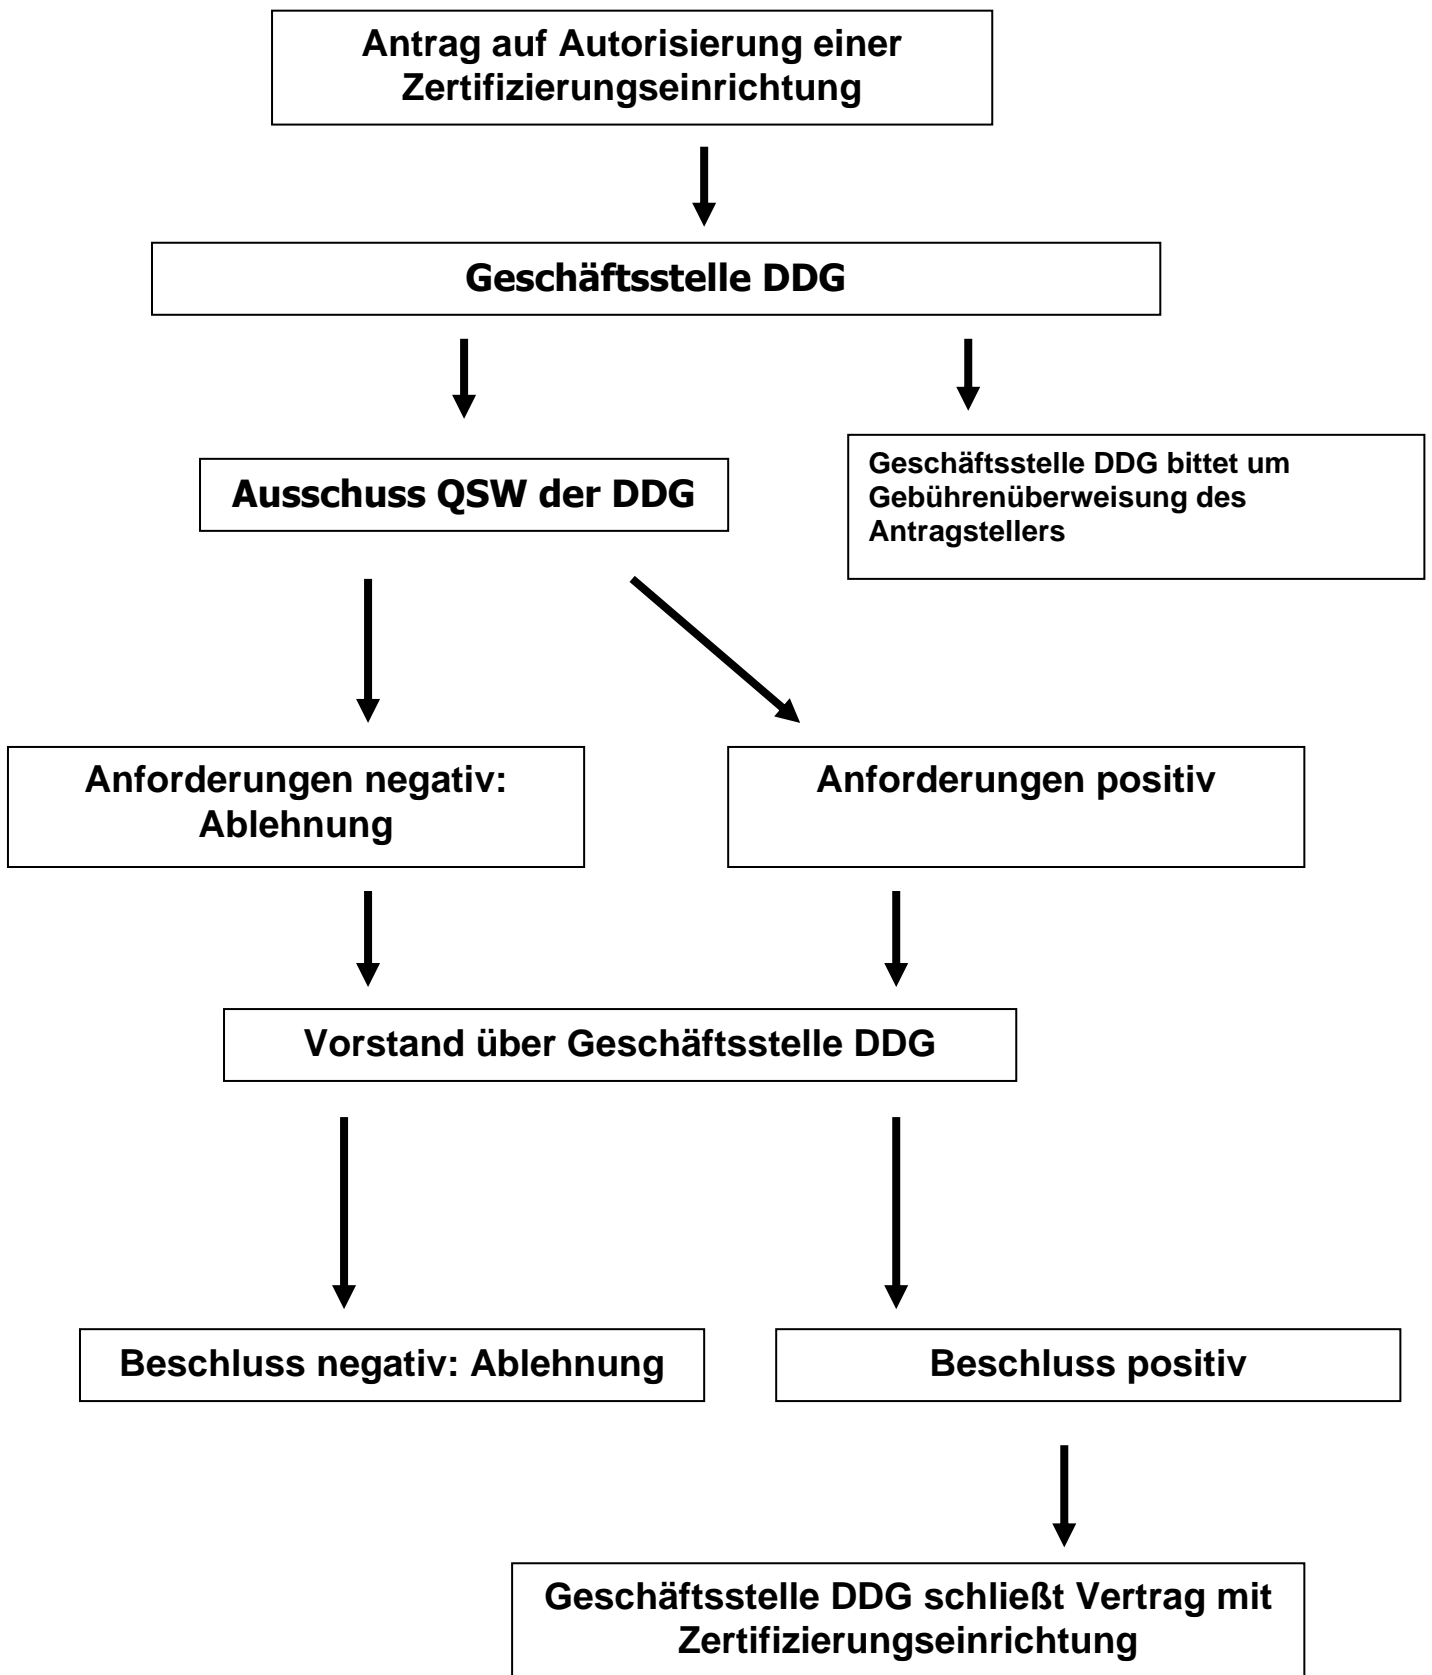 Antrag auf Autorisierung einer
Zertifizierungseinrichtung
Geschäftsstelle DDG
Ausschuss QSW der DDG
Geschäftsstelle DDG bittet um
Gebührenüberweisung des
Antragstellers
Anforderungen negativ:
Ablehnung
Anforderungen positiv
Vorstand über Geschäftsstelle DDG
Beschluss negativ: Ablehnung
Beschluss positiv
Geschäftsstelle DDG schließt Vertrag mit
Zertifizierungseinrichtung